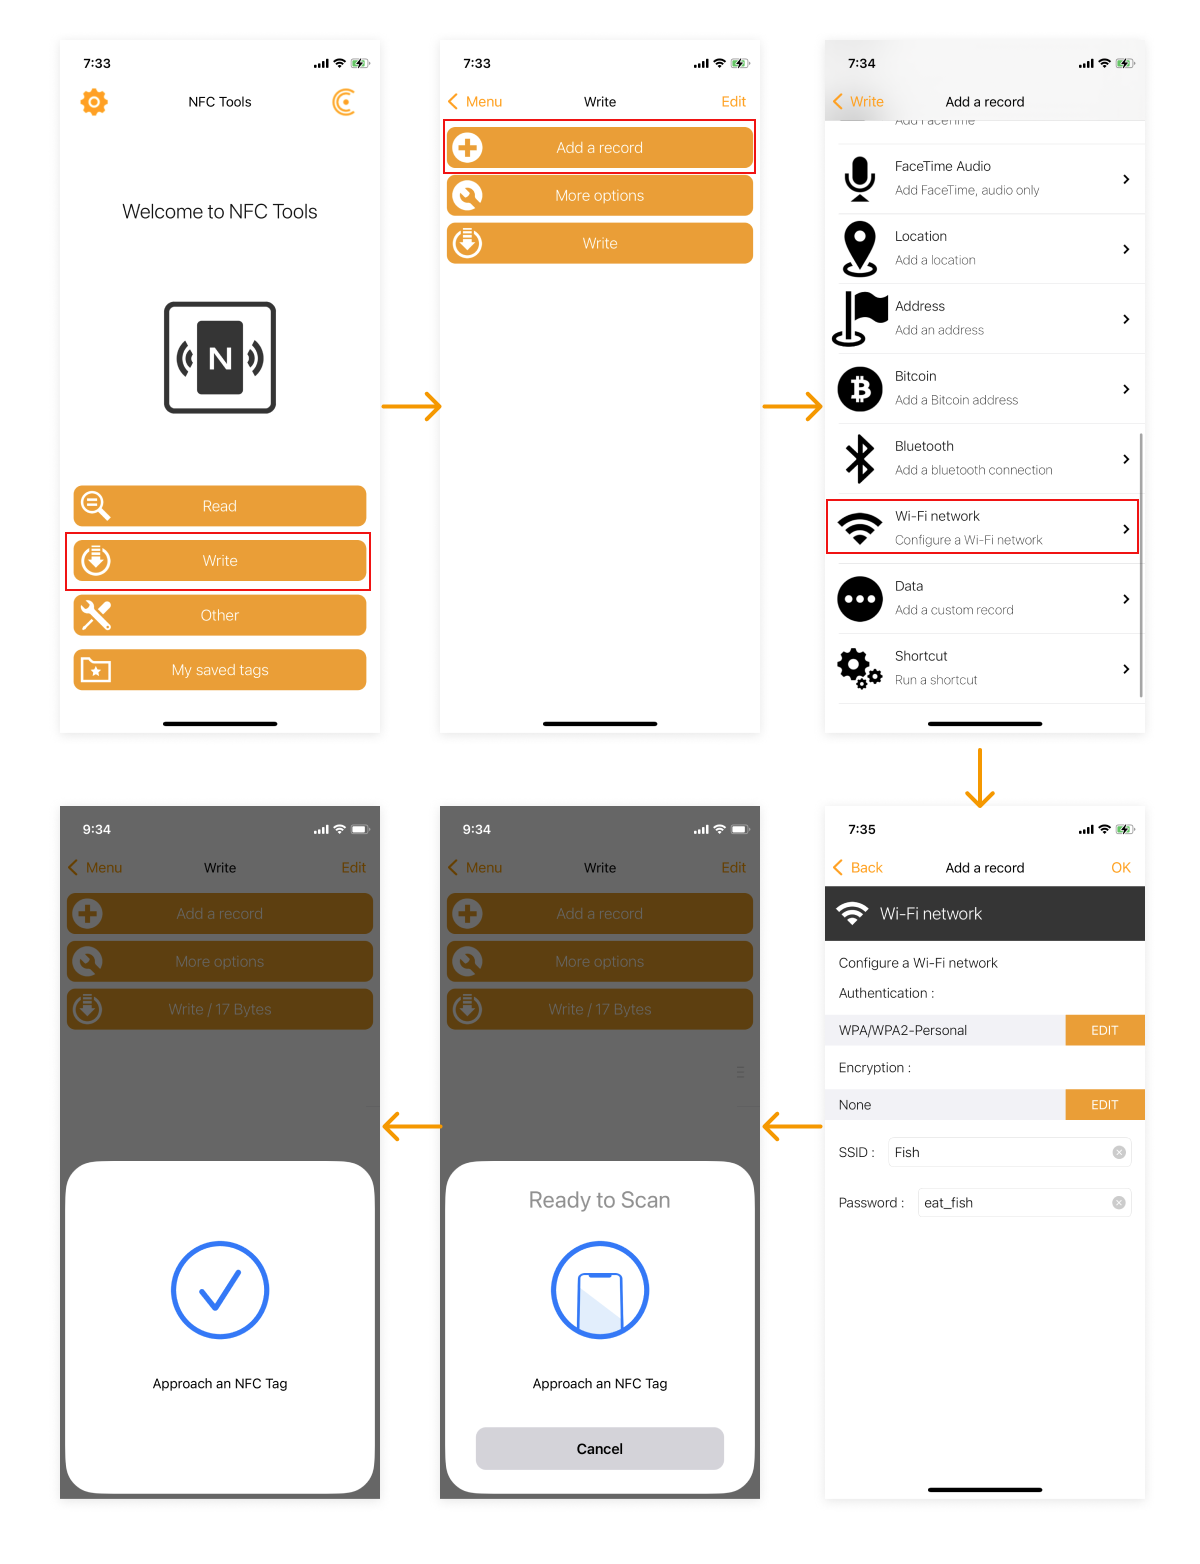 7:33
NFC Tools
Welcome to NFC Tools
N
Read
Write
Other
My saved tags
7:33
Menu
Write
Edit
Add a record
More options
Write
7:34
Write
Add a record
Add FaceTime
FaceTime Audio
Add FaceTime, audio only
Location
Add a location
Address
Add an address
Bitcoin
Add a Bitcoin address
Bluetooth
Add a bluetooth connection
Wi-Fi network
Configure a Wi-Fi network
Data
Add a custom record
Shortcut
Run a shortcut
7:35
Back
Add a record
OK
Wi-Fi network
Configure a Wi-Fi network
Authentication :
WPA/WPA2-Personal
EDIT
Encryption :
None
EDIT
SSID :
Fish
Password :
eat_fish
9:34
Menu
Write
Edit
Add a record
More options
Write / 17 Bytes
Ready to Scan
Approach an NFC Tag
Cancel
9:34
Menu
Write
Edit
Add a record
More options
Write / 17 Bytes
Approach an NFC Tag